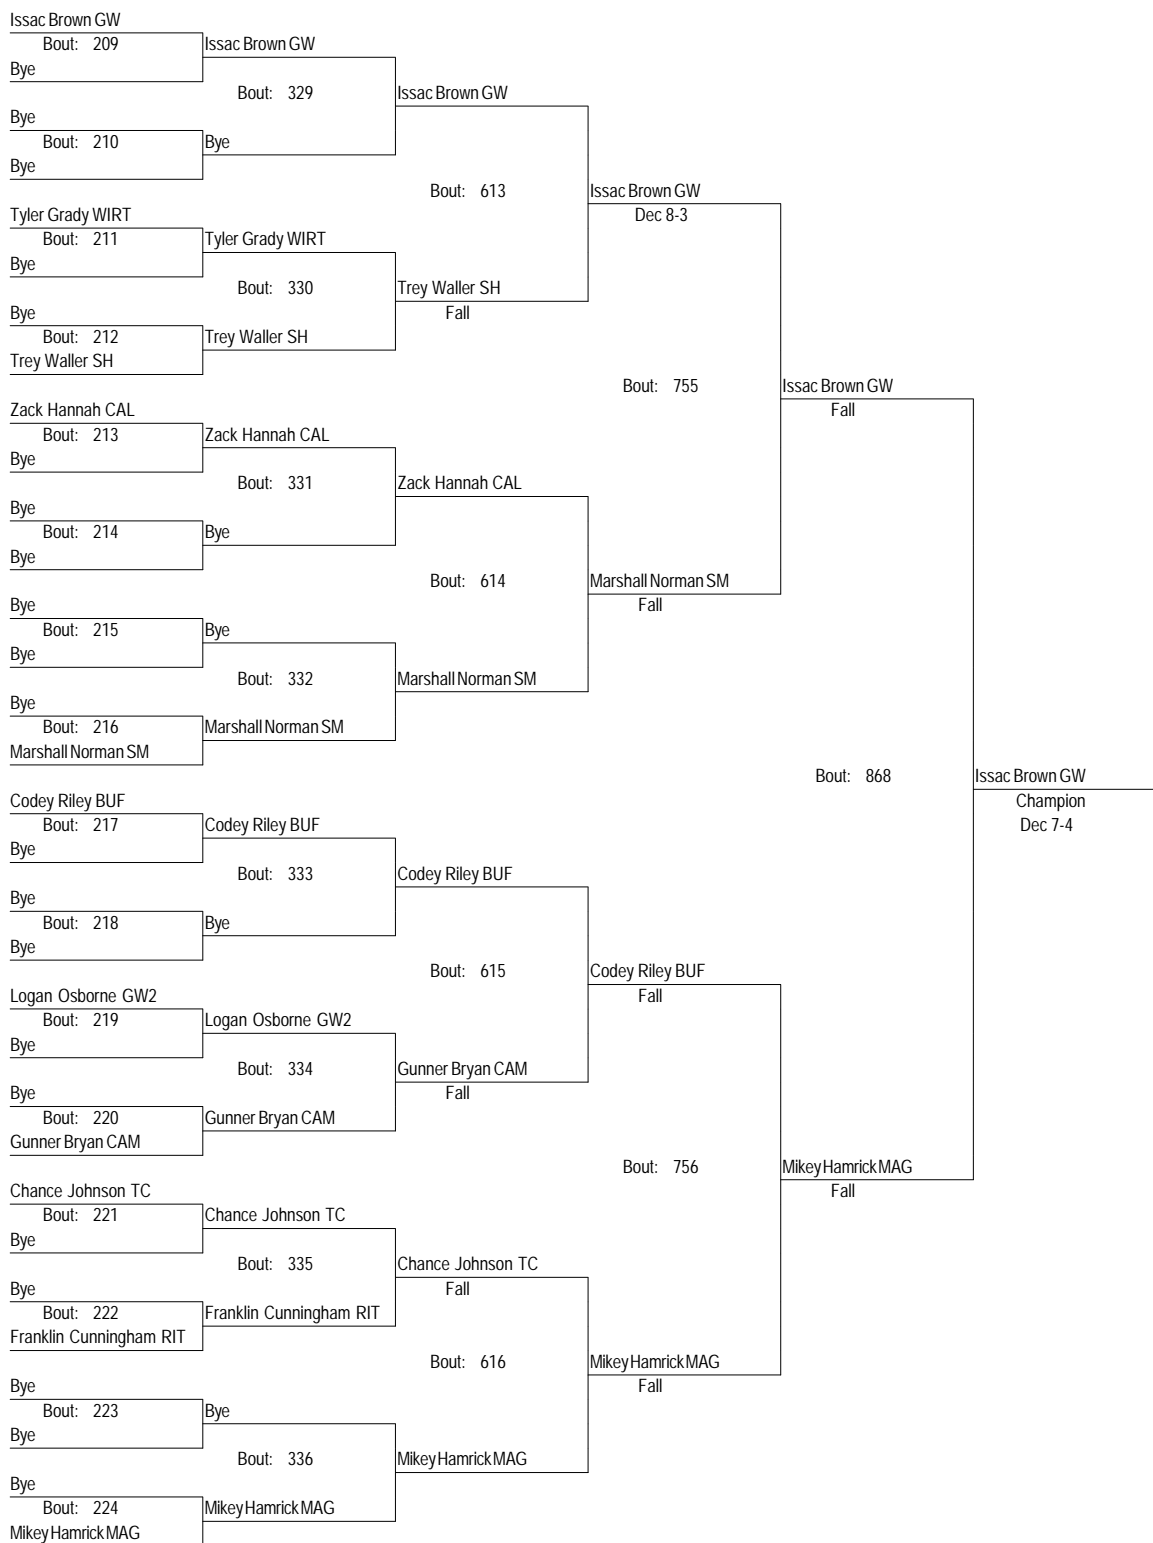 Issac Brown GW
Bout: 209
Issac Brown GW
Bye
Bout: 329
Issac Brown GW
Bye
Bout: 210
Bye
Bye
Bout: 613
Issac Brown GW
Dec 8-3
Tyler Grady WIRT
Bout: 211
Tyler Grady WIRT
Bye
Bout: 330
Trey Waller SH
Fall
Bye
Bout: 212
Trey Waller SH
Trey Waller SH
Bout: 755
Issac Brown GW
Fall
Zack Hannah CAL
Bout: 213
Zack Hannah CAL
Bye
Bout: 331
Zack Hannah CAL
Bye
Bout: 214
Bye
Bye
Bout: 614
Marshall Norman SM
Fall
Bye
Bout: 215
Bye
Bye
Bout: 332
Marshall Norman SM
Bye
Bout: 216
Marshall Norman SM
Marshall Norman SM
Bout: 868
Issac Brown GW
Champion
Dec 7-4
Codey Riley BUF
Bout: 217
Codey Riley BUF
Bye
Bout: 333
Codey Riley BUF
Bye
Bout: 218
Bye
Bye
Bout: 615
Codey Riley BUF
Fall
Logan Osborne GW2
Bout: 219
Logan Osborne GW2
Bye
Bout: 334
Gunner Bryan CAM
Fall
Bye
Bout: 220
Gunner Bryan CAM
Gunner Bryan CAM
Bout: 756
Mikey Hamrick MAG
Fall
Chance Johnson TC
Bout: 221
Chance Johnson TC
Bye
Bout: 335
Chance Johnson TC
Fall
Bye
Bout: 222
Franklin Cunningham RIT
Franklin Cunningham RIT
Bout: 616
Mikey Hamrick MAG
Fall
Bye
Bout: 223
Bye
Bye
Bout: 336
Mikey Hamrick MAG
Bye
Bout: 224
Mikey Hamrick MAG
Mikey Hamrick MAG